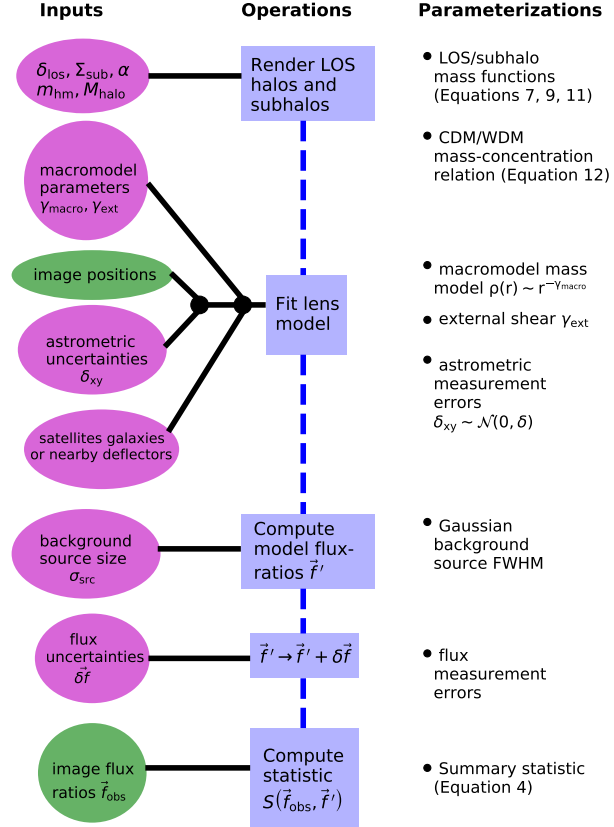 Inputs
Operations
Parameterizations
δlos, Σsub, α
mhm, Mhalo
Render LOS
halos and
subhalos
• LOS/subhalo
mass functions
(Equations 7, 9, 11)
• CDM/WDM
mass-concentration
relation (Equation 12)
macromodel
parameters
γmacro, γext
image positions
astrometric
uncertainties
δxy
satellites galaxies
or nearby deflectors
Fit lens
model
• macromodel mass
model ρ(r) ~ r^−γmacro
• external shear γext
• astrometric
measurement
errors
δxy ~ 𝒩(0, δ)
background
source size
σsrc
Compute
model flux-
ratios f⃗ ′
• Gaussian
background
source FWHM
flux
uncertainties
δ⃗f
f⃗ ′ → f⃗ ′ + δf⃗
• flux
measurement
errors
image flux
ratios f⃗obs
Compute
statistic
S(f⃗obs, f⃗ ′)
• Summary statistic
(Equation 4)